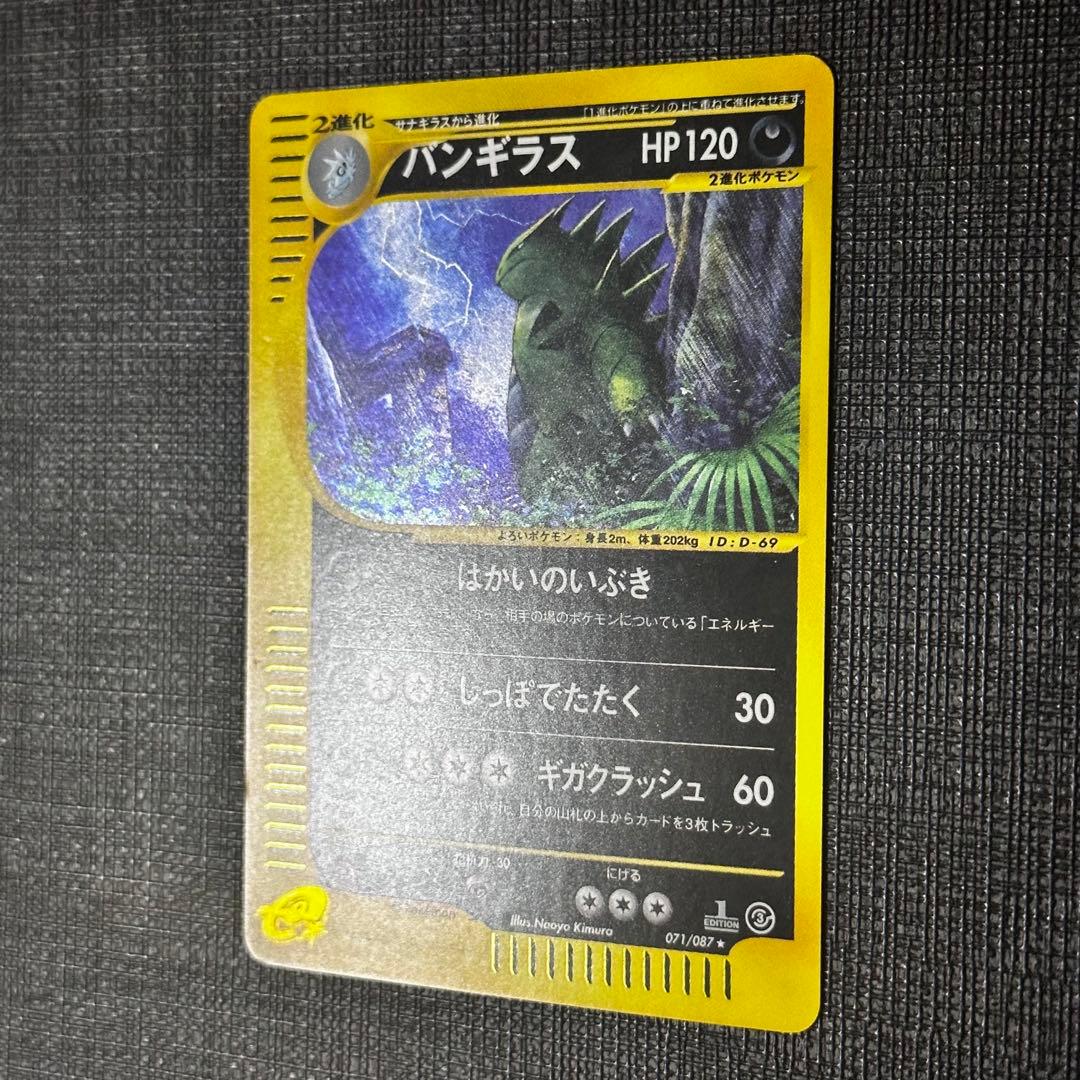 2進化
サナギラスから進化
「1進化ポケモン」の上に重ねて進化させます。
バンギラス
HP120
2進化ポケモン
よろいポケモン:身長2m、体重202kg ID:D-69
はかいのいぶき
相手の場のポケモンについている「エネルギー
しっぽでたたく 30
ギガクラッシュ 60
自分の山札の上からカードを3枚トラッシュ
-30
にげる
Illus.Naoyo Kimura
071/087★
1
EDITION
3